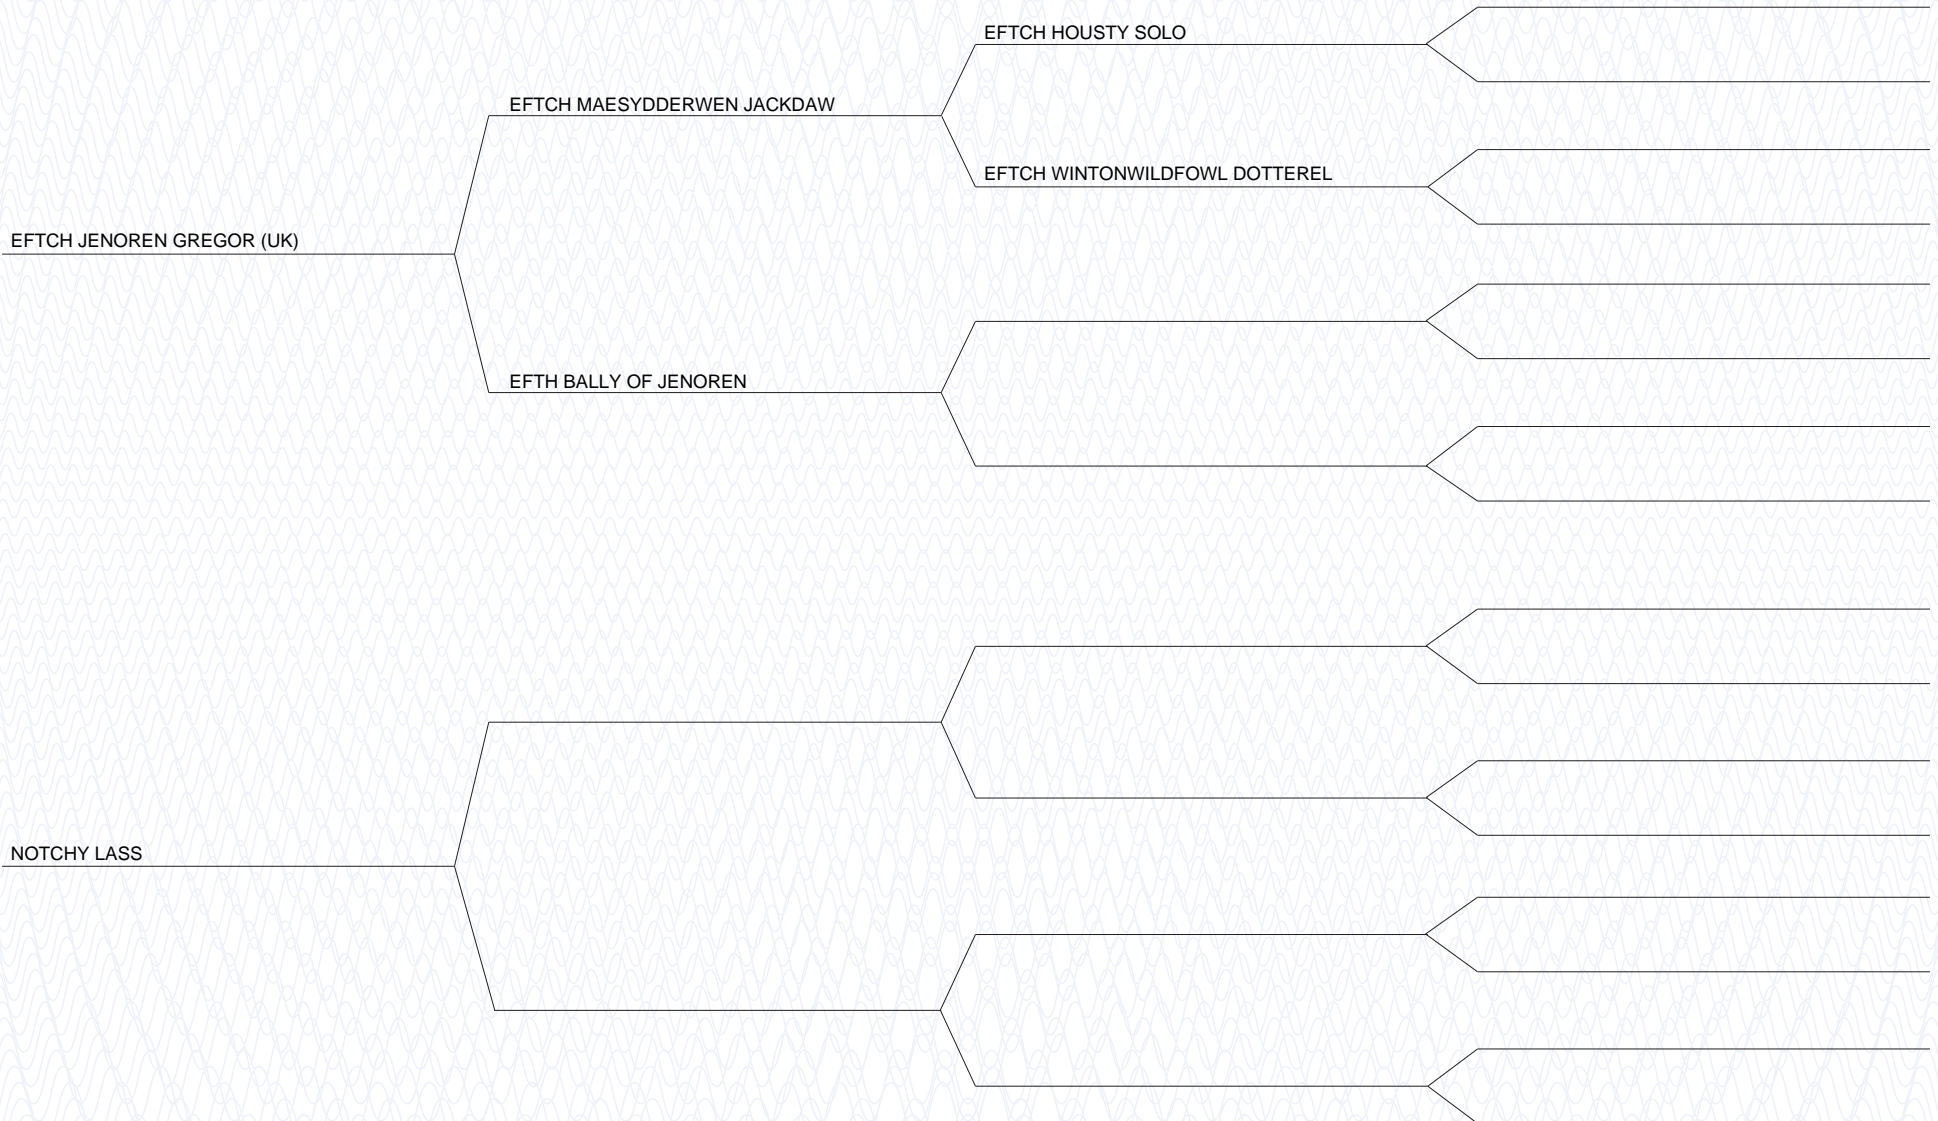 EFTCH HOUSTY SOLO
EFTCH MAESYDDERWEN JACKDAW
EFTCH WINTONWILDFOWL DOTTEREL
EFTCH JENOREN GREGOR (UK)
EFTH BALLY OF JENOREN
NOTCHY LASS